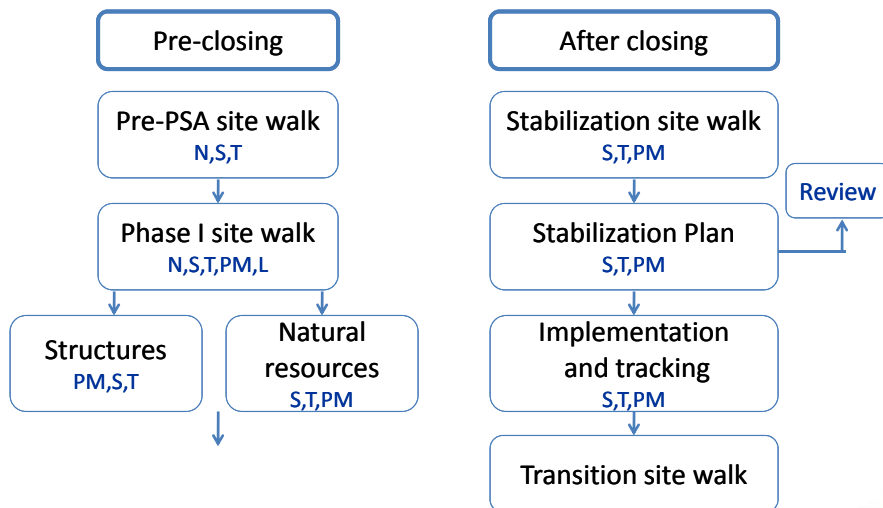 Pre-closing
Pre-PSA site walk
N,S,T
Phase I site walk
N,S,T,PM,L
Structures
PM,S,T
Natural
resources
S,T,PM
After closing
Stabilization site walk
S,T,PM
Review
Stabilization Plan
S,T,PM
Implementation
and tracking
S,T,PM
Transition site walk